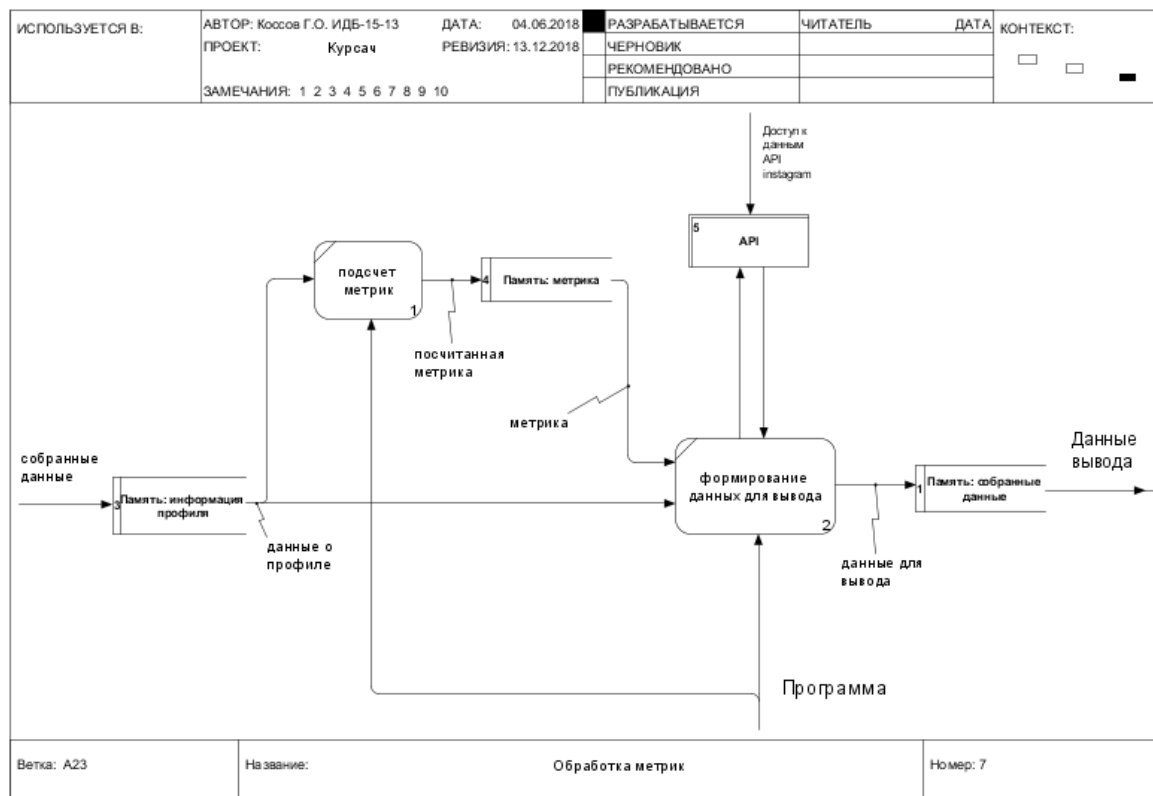 ИСПОЛЬЗУЕТСЯ В:
АВТОР: Коссов Г.О. ИДБ-15-13
ДАТА: 04.06.2018
ПРОЕКТ: Курсач
РЕВИЗИЯ: 13.12.2018
ЗАМЕЧАНИЯ: 1 2 3 4 5 6 7 8 9 10
РАЗРАБАТЫВАЕТСЯ
ЧЕРНОВИК
РЕКОМЕНДОВАНО
ПУБЛИКАЦИЯ
ЧИТАТЕЛЬ
ДАТА
КОНТЕКСТ:
Доступ к
данным
API
instagram
5
API
подсчет
метрик
1
4
Память: метрика
посчитанная
метрика
метрика
собранные
данные
3
Память: информация
профиля
данные о
профиле
формирование
данных для вывода
2
Данные
вывода
1
Память: собранные
данные
данные для
вывода
Программа
Ветка: A23
Название:
Обработка метрик
Номер: 7